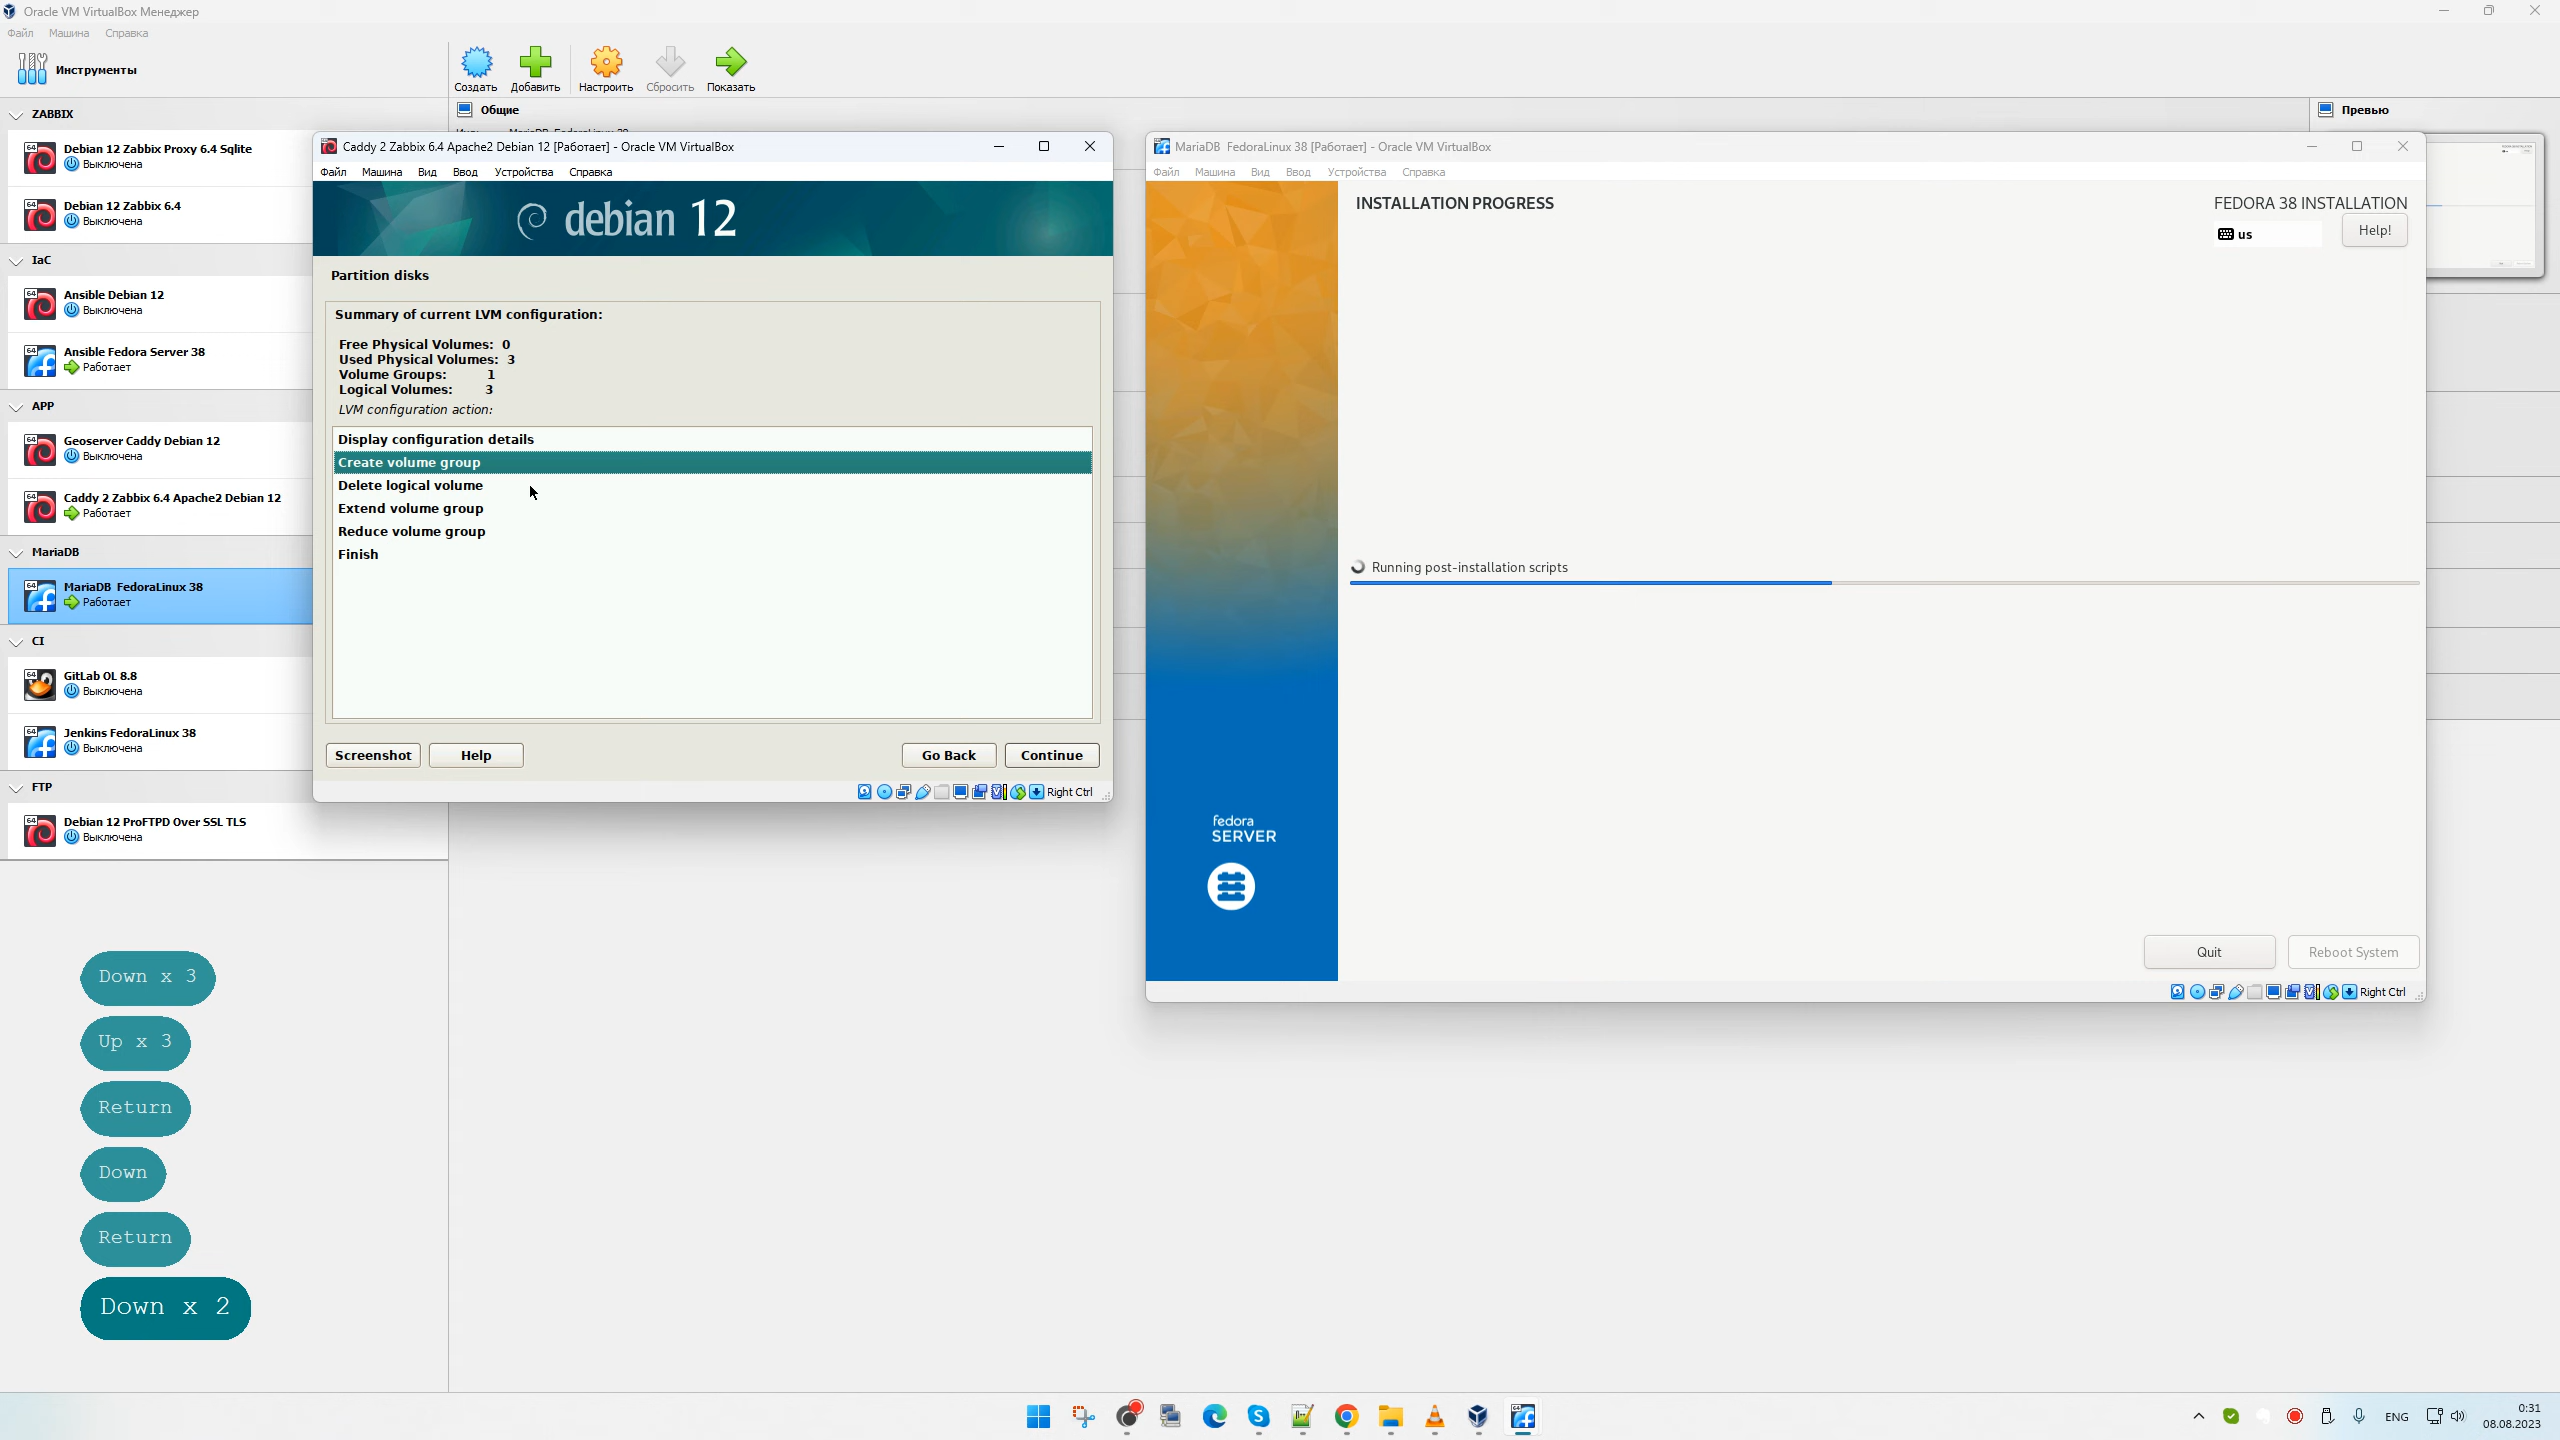 Oracle VM VirtualBox Менеджер
Файл Машина Справка
Инструменты
Создать Добавить Настроить Сбросить Показать
Общие
Превью
ZABBIX
Debian 12 Zabbix Proxy 6.4 Sqlite
Выключена
Debian 12 Zabbix 6.4
Выключена
IaC
Ansible Debian 12
Выключена
Ansible Fedora Server 38
Работает
APP
Geoserver Caddy Debian 12
Выключена
Caddy 2 Zabbix 6.4 Apache2 Debian 12
Работает
MariaDB
MariaDB FedoraLinux 38
Работает
CI
GitLab OL 8.8
Выключена
Jenkins FedoraLinux 38
Выключена
FTP
Debian 12 ProFTPD Over SSL TLS
Выключена
Caddy 2 Zabbix 6.4 Apache2 Debian 12 [Работает] - Oracle VM VirtualBox
Файл Машина Вид Ввод Устройства Справка
debian 12
Partition disks
Summary of current LVM configuration:
Free Physical Volumes: 0
Used Physical Volumes: 3
Volume Groups: 1
Logical Volumes: 3
LVM configuration action:
Display configuration details
Create volume group
Delete logical volume
Extend volume group
Reduce volume group
Finish
Screenshot Help Go Back Continue
Right Ctrl
MariaDB FedoraLinux 38 [Работает] - Oracle VM VirtualBox
Файл Машина Вид Ввод Устройства Справка
INSTALLATION PROGRESS
FEDORA 38 INSTALLATION
us
Help!
Running post-installation scripts
fedora
SERVER
Quit Reboot System
Right Ctrl
Down x 3
Up x 3
Return
Down
Return
Down x 2
ENG
0:31
08.08.2023